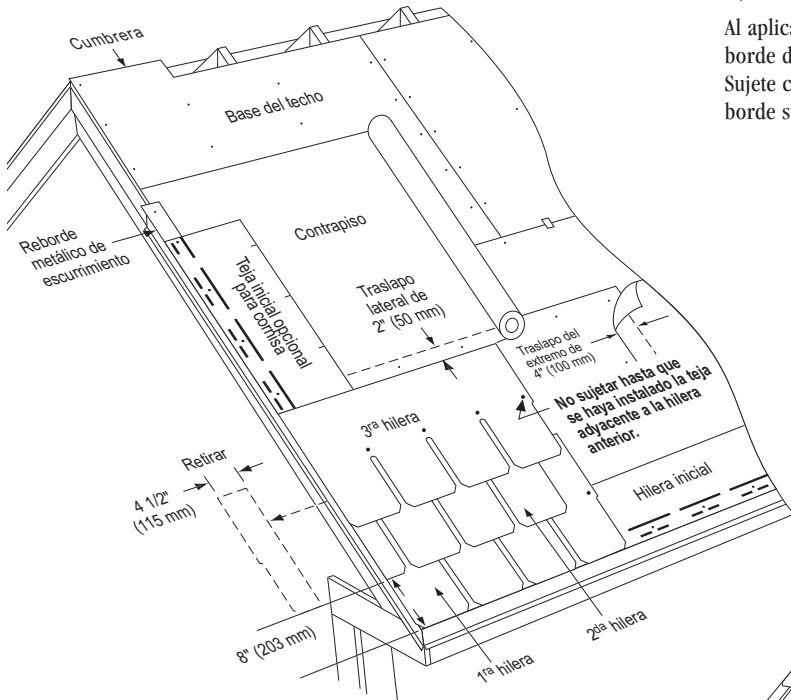 Cumbrera
Base del techo
Reborde
metálico de
escurrimiento
Contrapiso
Teja inicial opcional
para cornisa
Traslapo
lateral de
2" (50 mm)
Traslapo del
extremo de
4" (100 mm)
No sujetar hasta que
se haya instalado la teja
adyacente a la hilera
anterior.
3ra hilera
Retirar
4 1/2"
(115 mm)
Hilera inicial
8" (203 mm)
1ra hilera
2da hilera
Al aplica
borde d
Sujete c
borde s